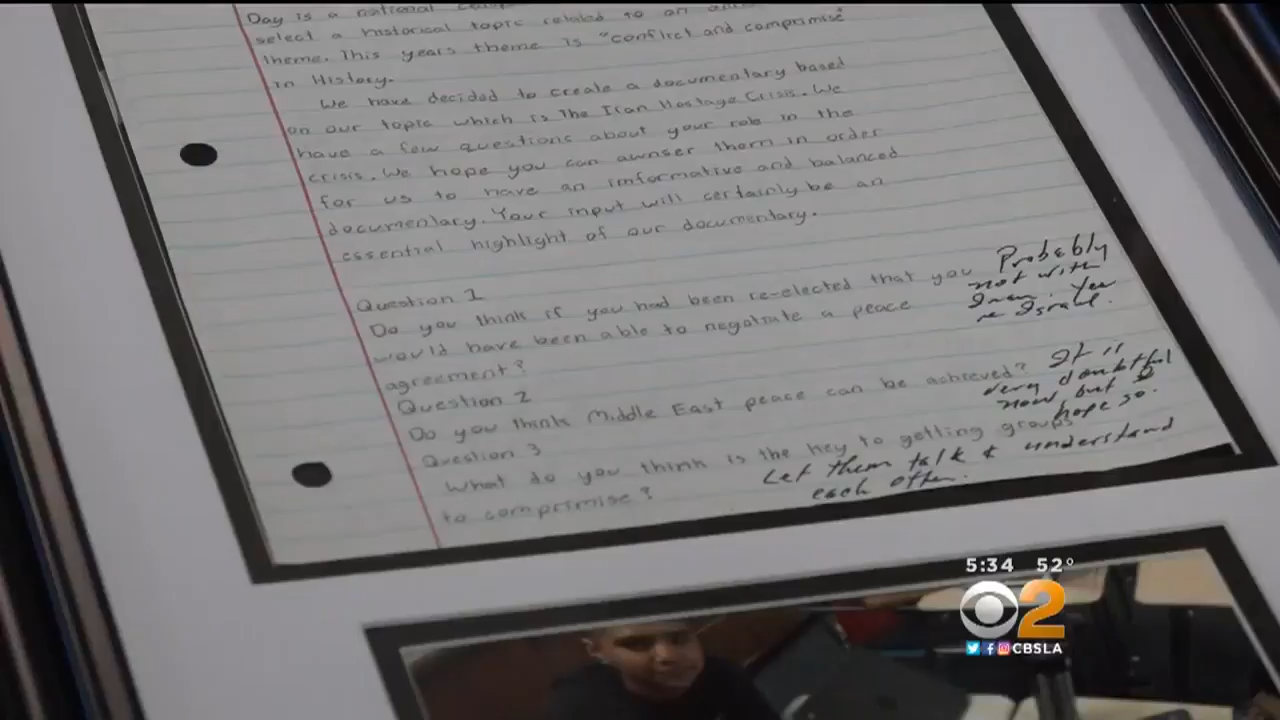 Day is a national
select a historical topic related to an
theme. This years theme is "conflict and compromise"
in History.
We have decided to create a documentary based
on our topic which is The Iran Hostage Crisis. We
have a few questions about your role in the
crisis. We hope you can awnser them in order
for us to have an imformative and balanced
documentary. Your input will certainly be an
essential highlight of our documentary.
Question 1
Do you think if you had been re-elected that you
would have been able to negotiate a peace
agreement?
Probably
not with
Iran. Yes
re Israel.
Question 2
Do you think Middle East peace can be achieved?
It is
very doubtful
now, but I
hope so.
Question 3
What do you think is the key to getting groups
to comprimise?
Let them talk & understand
each other.
5:34 52°
2
CBSLA